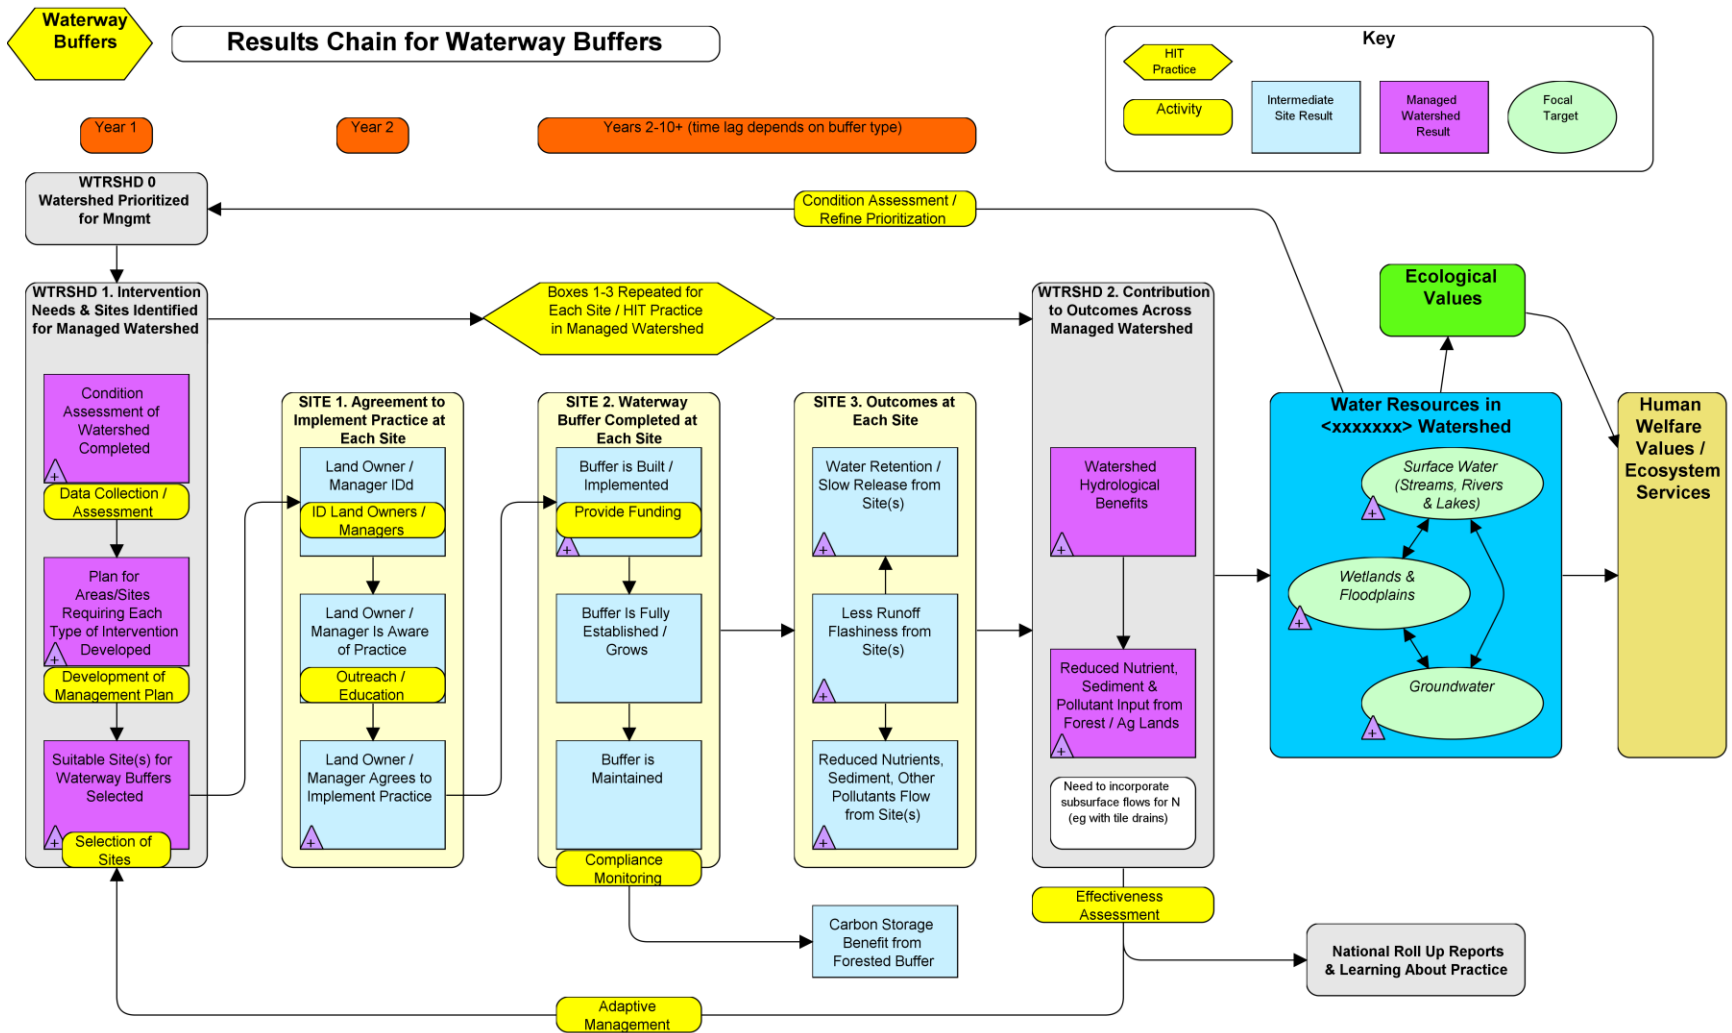 Waterway
Buffers
Results Chain for Waterway Buffers
Key
HIT
Practice
Activity
Intermediate
Site Result
Managed
Watershed
Result
Focal
Target
Year 1
Year 2
Years 2-10+ (time lag depends on buffer type)
WTRSHD 0
Watershed Prioritized
for Mngmt
Condition Assessment /
Refine Prioritization
WTRSHD 1. Intervention
Needs & Sites Identified
for Managed Watershed
Condition
Assessment of
Watershed
Completed
+
Data Collection /
Assessment
Plan for
Areas/Sites
Requiring Each
Type of Intervention
Developed
+
Development of
Management Plan
Suitable Site(s) for
Waterway Buffers
Selected
+
Selection of
Sites
Boxes 1-3 Repeated for
Each Site / HIT Practice
in Managed Watershed
SITE 1. Agreement to
Implement Practice at
Each Site
Land Owner /
Manager IDd
ID Land Owners /
Managers
Land Owner /
Manager Is Aware
of Practice
Outreach /
Education
Land Owner /
Manager Agrees to
Implement Practice
+
SITE 2. Waterway
Buffer Completed at
Each Site
Buffer is Built /
Implemented
Provide Funding
+
Buffer Is Fully
Established /
Grows
Buffer is
Maintained
Compliance
Monitoring
SITE 3. Outcomes at
Each Site
Water Retention /
Slow Release from
Site(s)
+
Less Runoff
Flashiness from
Site(s)
+
Reduced Nutrients,
Sediment, Other
Pollutants Flow
from Site(s)
+
Carbon Storage
Benefit from
Forested Buffer
WTRSHD 2. Contribution
to Outcomes Across
Managed Watershed
Watershed
Hydrological
Benefits
+
Reduced Nutrient,
Sediment &
Pollutant Input from
Forest / Ag Lands
+
Need to incorporate
subsurface flows for N
(eg with tile drains)
Effectiveness
Assessment
Adaptive
Management
National Roll Up Reports
& Learning About Practice
Ecological
Values
Water Resources in
<xxxxxxx> Watershed
Surface Water
(Streams, Rivers
& Lakes)
+
Wetlands &
Floodplains
+
Groundwater
+
Human
Welfare
Values /
Ecosystem
Services